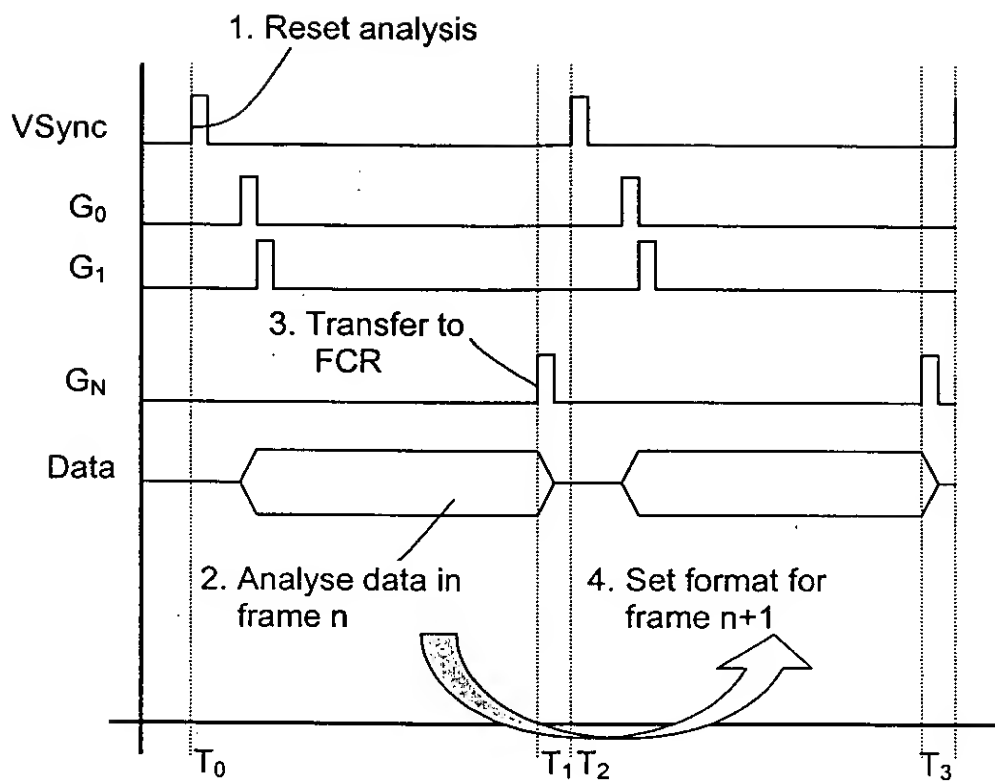 1. Reset analysis
VSync
G₀
G₁
3. Transfer to
FCR
G_N
Data
2. Analyse data in
frame n
4. Set format for
frame n+1
T₀
T₁ T₂
T₃